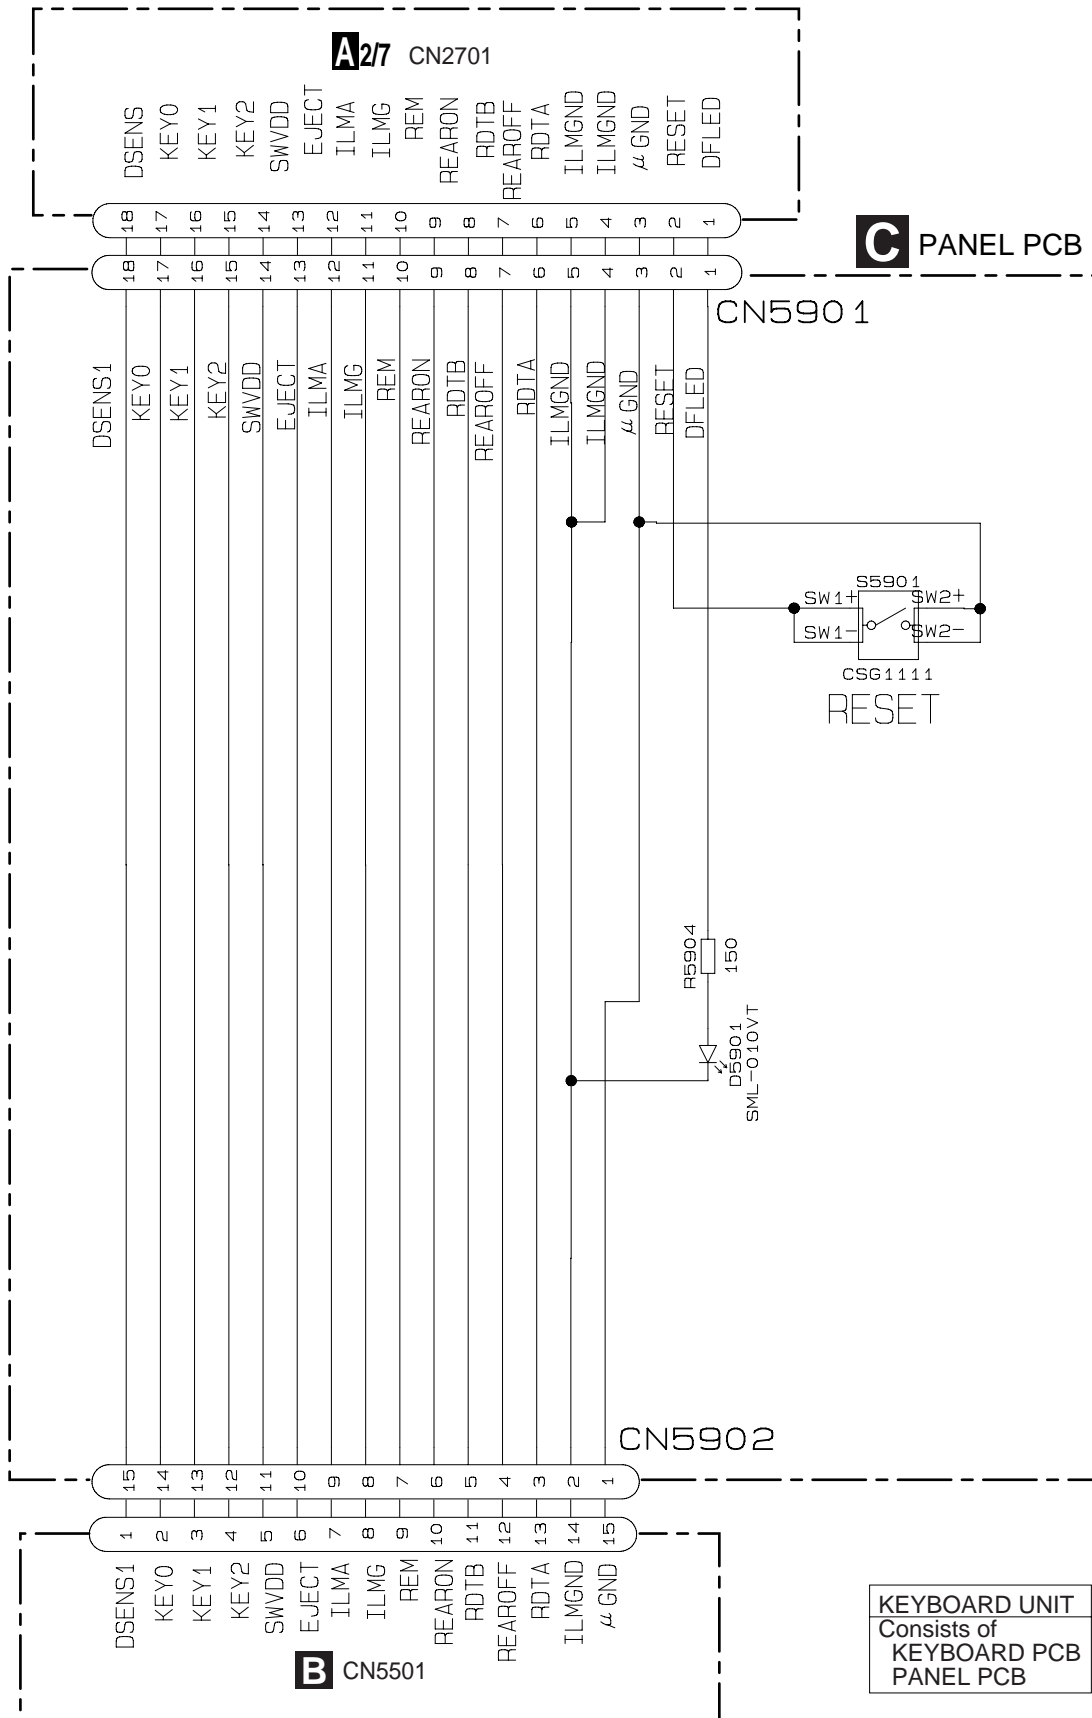 A 2/7 CN2701
DSENS
KEY0
KEY1
KEY2
SWVDD
EJECT
ILMA
ILMG
REM
REARON
RDTB
REAROFF
RDTA
ILMGND
ILMGND
μGND
RESET
DFLED
18 17 16 15 14 13 12 11 10 9 8 7 6 5 4 3 2 1
C PANEL PCB
18 17 16 15 14 13 12 11 10 9 8 7 6 5 4 3 2 1
CN5901
DSENS1
KEY0
KEY1
KEY2
SWVDD
EJECT
ILMA
ILMG
REM
REARON
RDTB
REAROFF
RDTA
ILMGND
ILMGND
μGND
RESET
DFLED
S5901
SW1+ SW2+
SW1- SW2-
CSG1111
RESET
R5904
150
D5901
SML-010VT
CN5902
15 14 13 12 11 10 9 8 7 6 5 4 3 2 1
1 2 3 4 5 6 7 8 9 10 11 12 13 14 15
DSENS1
KEY0
KEY1
KEY2
SWVDD
EJECT
ILMA
ILMG
REM
REARON
RDTB
REAROFF
RDTA
ILMGND
μGND
B CN5501
KEYBOARD UNIT
Consists of
KEYBOARD PCB
PANEL PCB